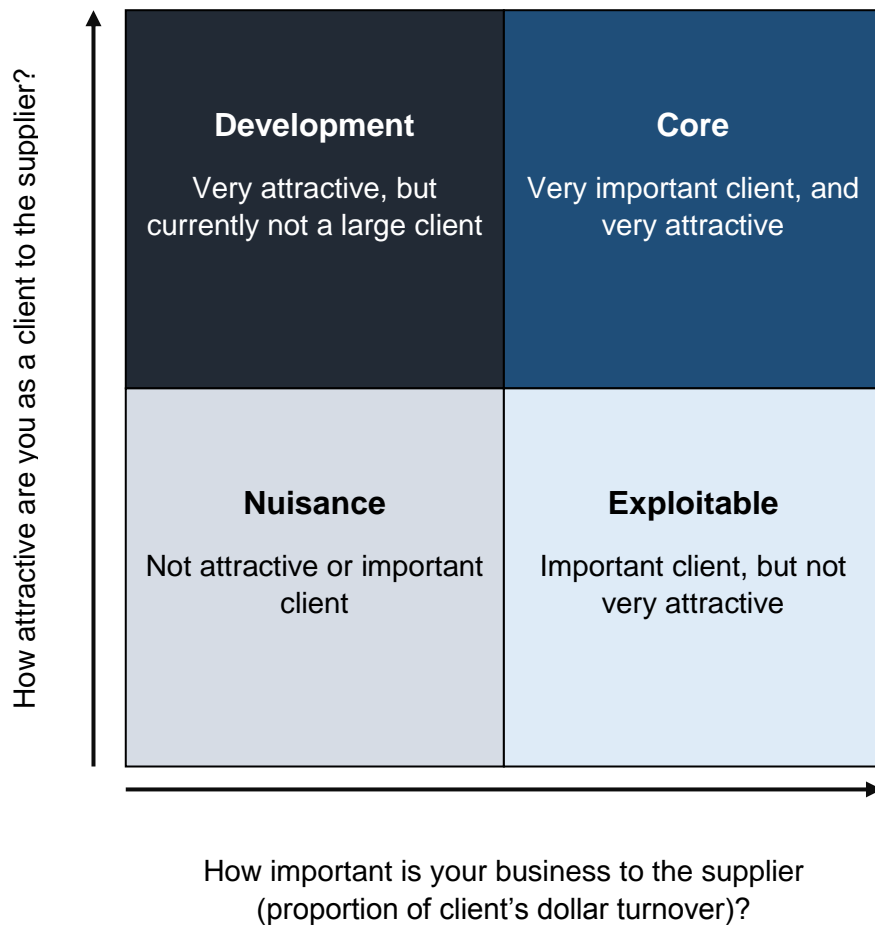 How attractive are you as a client to the supplier?
Development
Very attractive, but
currently not a large client
Core
Very important client, and
very attractive
Nuisance
Not attractive or important
client
Exploitable
Important client, but not
very attractive
How important is your business to the supplier
(proportion of client’s dollar turnover)?